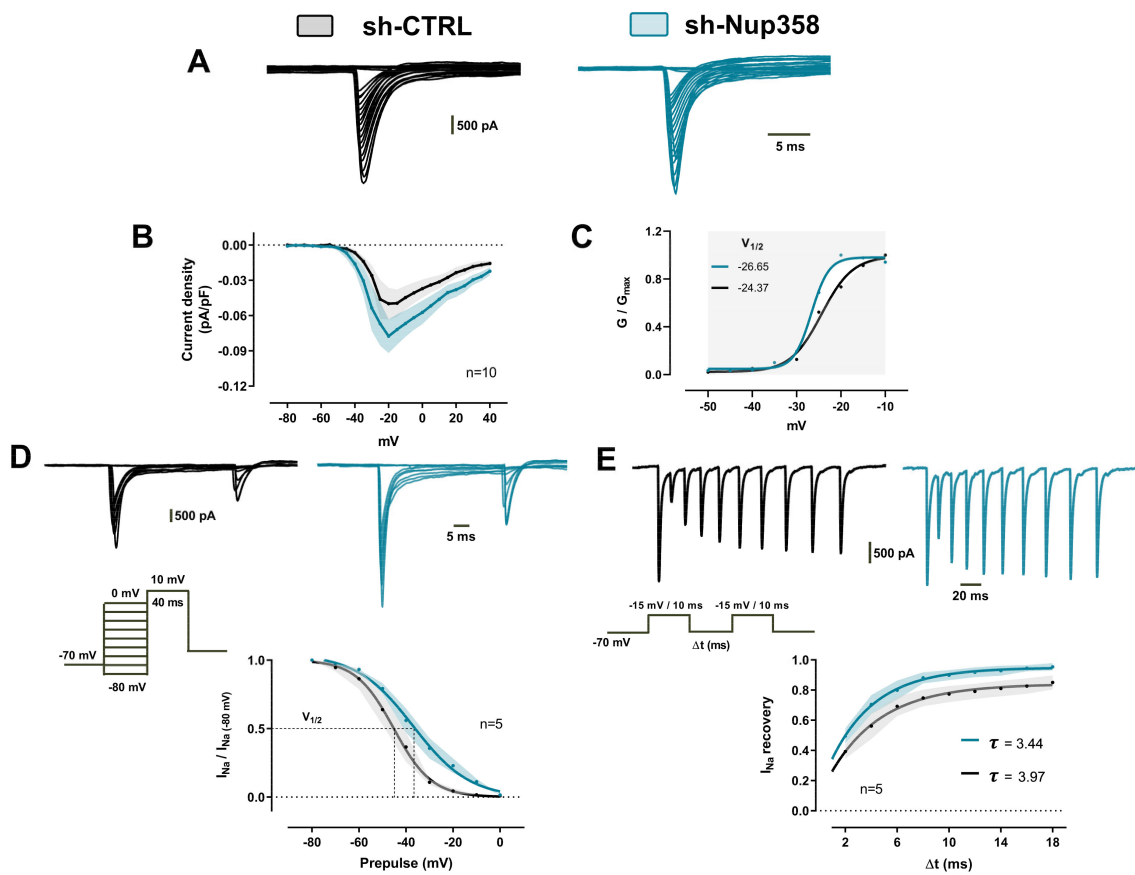 sh-CTRL
sh-Nup358
A
500 pA
5 ms
B
0.00
-0.03
-0.06
-0.09
-0.12
Current density
(pA/pF)
n=10
-80 -60 -40 -20 0 20 40
mV
C
1.2
0.8
0.4
0.0
G / Gmax
V1/2
-26.65
-24.37
-50 -40 -30 -20 -10
mV
D
500 pA
5 ms
10 mV
0 mV
40 ms
-70 mV
-80 mV
1.0
0.5
0.0
INa / INa (-80 mV)
V1/2
n=5
-80 -60 -40 -20 0
Prepulse (mV)
E
500 pA
20 ms
-15 mV / 10 ms -15 mV / 10 ms
-70 mV
Δt (ms)
1.0
0.8
0.6
0.4
0.2
0.0
INa recovery
τ = 3.44
τ = 3.97
n=5
2 6 10 14 18
Δt (ms)